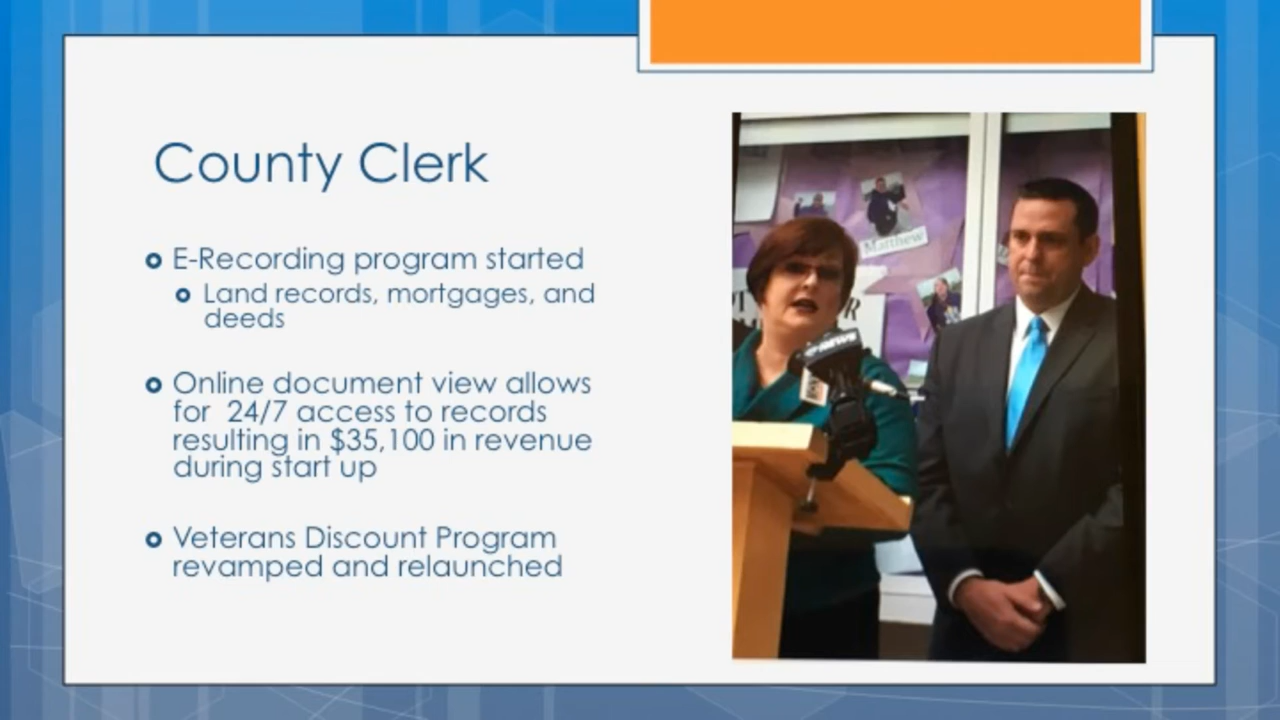 County Clerk
E-Recording program started
Land records, mortgages, and
deeds
Online document view allows
for 24/7 access to records
resulting in $35,100 in revenue
during start up
Veterans Discount Program
revamped and relaunched
Matthew
NEWS